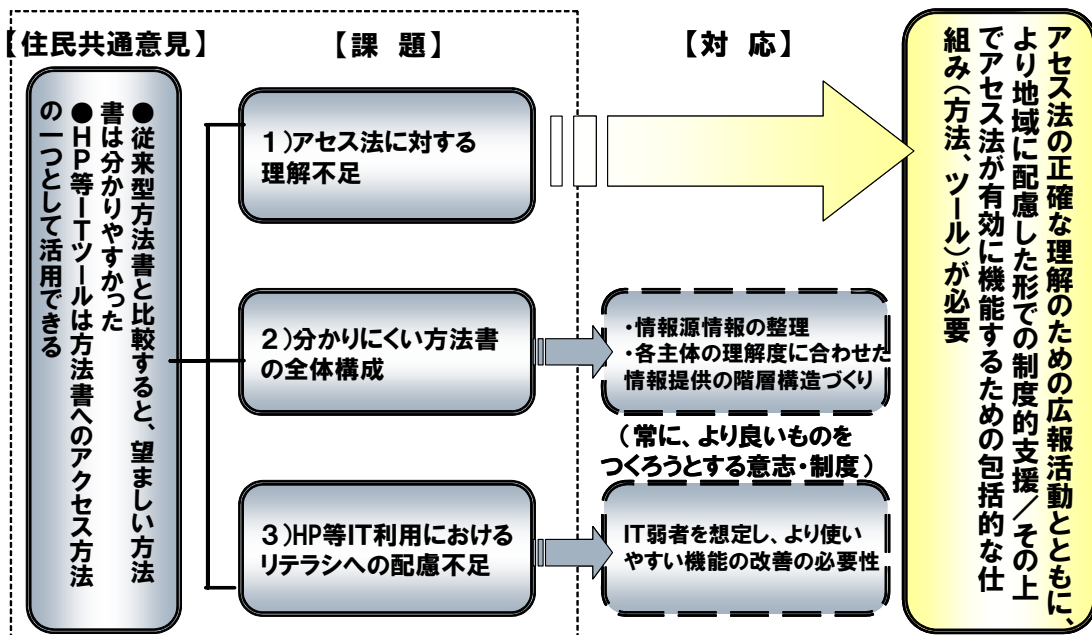 【住民共通意見】
【課 題】
【対 応】
●従来型方法書と比較すると、望ましい方法
書は分かりやすかった
●HP等ITツールは方法書へのアクセス方法
の一つとして活用できる
1)アセス法に対する
理解不足
2)分かりにくい方法書
の全体構成
3)HP等IT利用における
リテラシへの配慮不足
・情報源情報の整理
・各主体の理解度に合わせた
情報提供の階層構造づくり
(常に、より良いものを
つくろうとする意志・制度)
IT弱者を想定し、より使い
やすい機能の改善の必要性
アセス法の正確な理解のための広報活動とともに、
より地域に配慮した形での制度的支援/その上
でアセス法が有効に機能するための包括的な仕
組み(方法、ツール)が必要